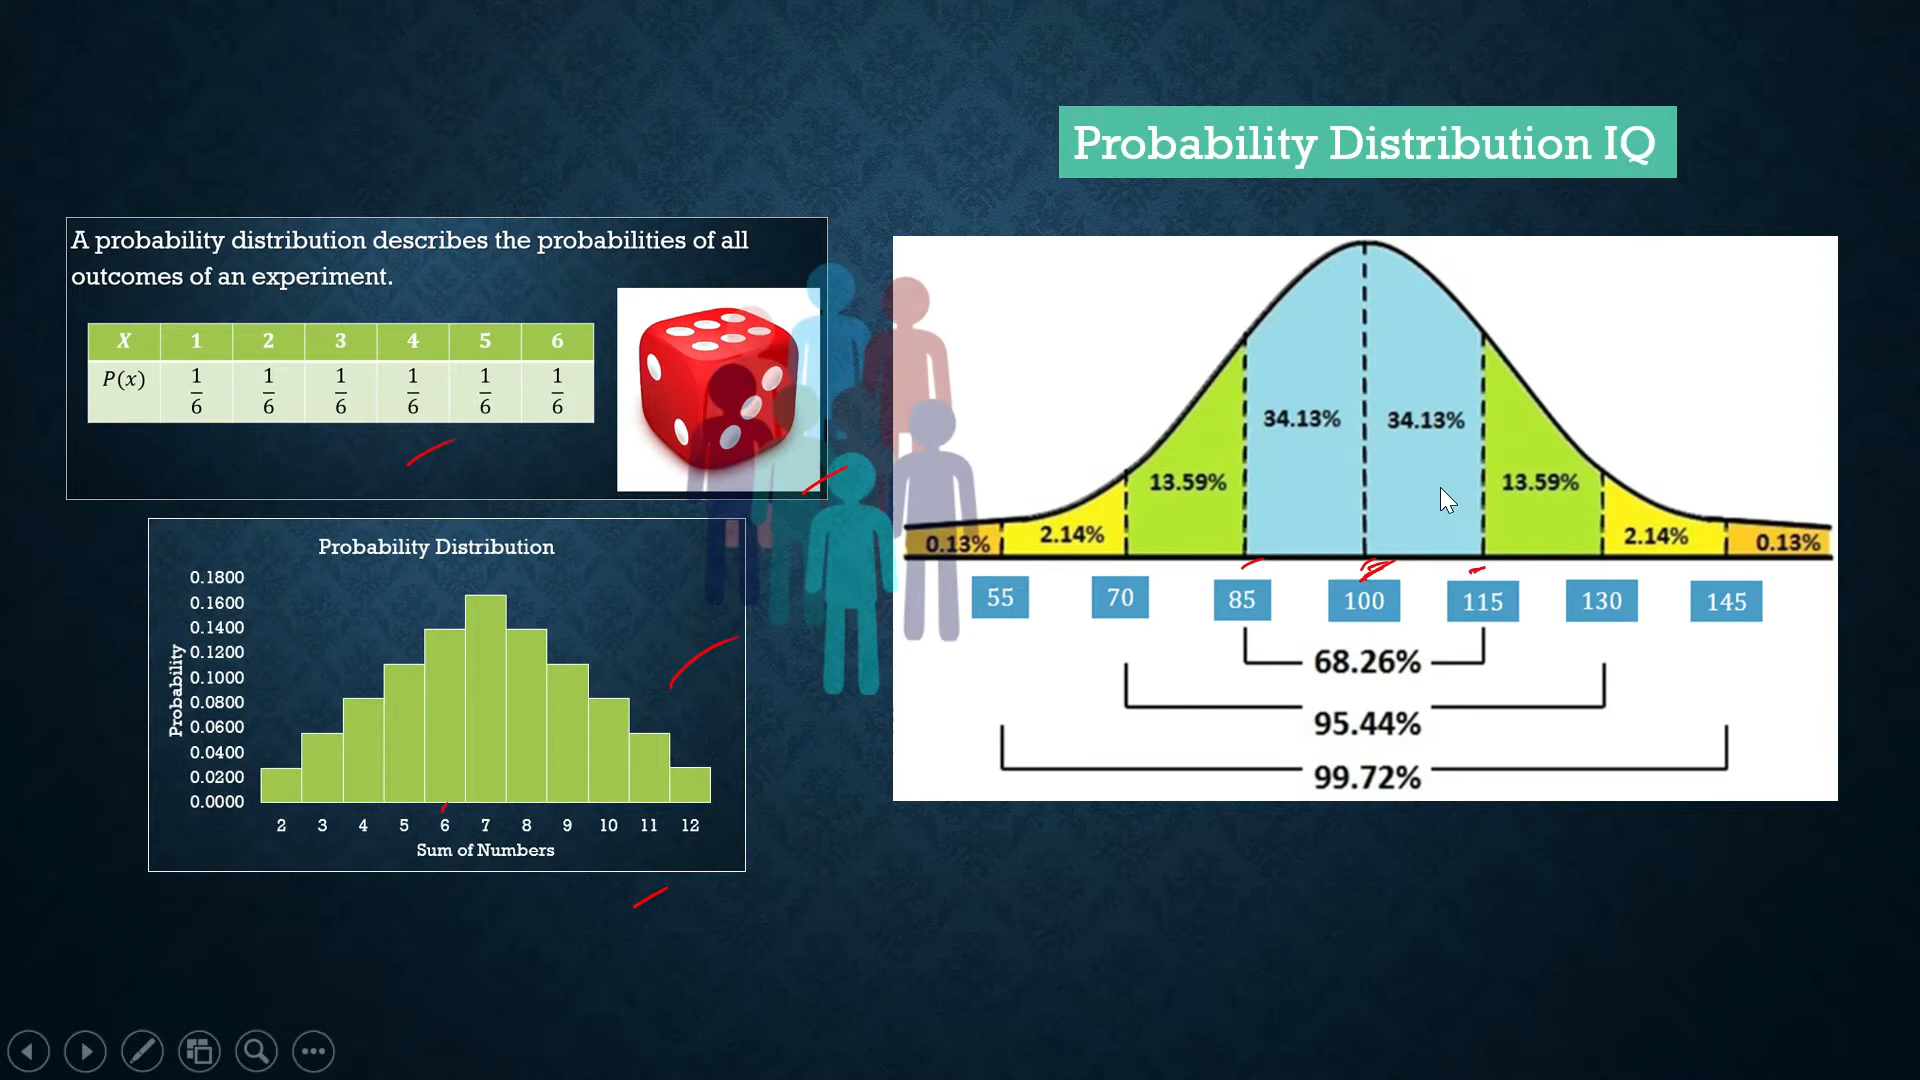 Probability Distribution IQ
A probability distribution describes the probabilities of all
outcomes of an experiment.
X 1 2 3 4 5 6
P(x) 1/6 1/6 1/6 1/6 1/6 1/6
Probability Distribution
0.1800
0.1600
0.1400
0.1200
0.1000
0.0800
0.0600
0.0400
0.0200
0.0000
Probability
2 3 4 5 6 7 8 9 10 11 12
Sum of Numbers
34.13% 34.13%
13.59% 13.59%
0.13% 2.14% 2.14% 0.13%
55 70 85 100 115 130 145
68.26%
95.44%
99.72%